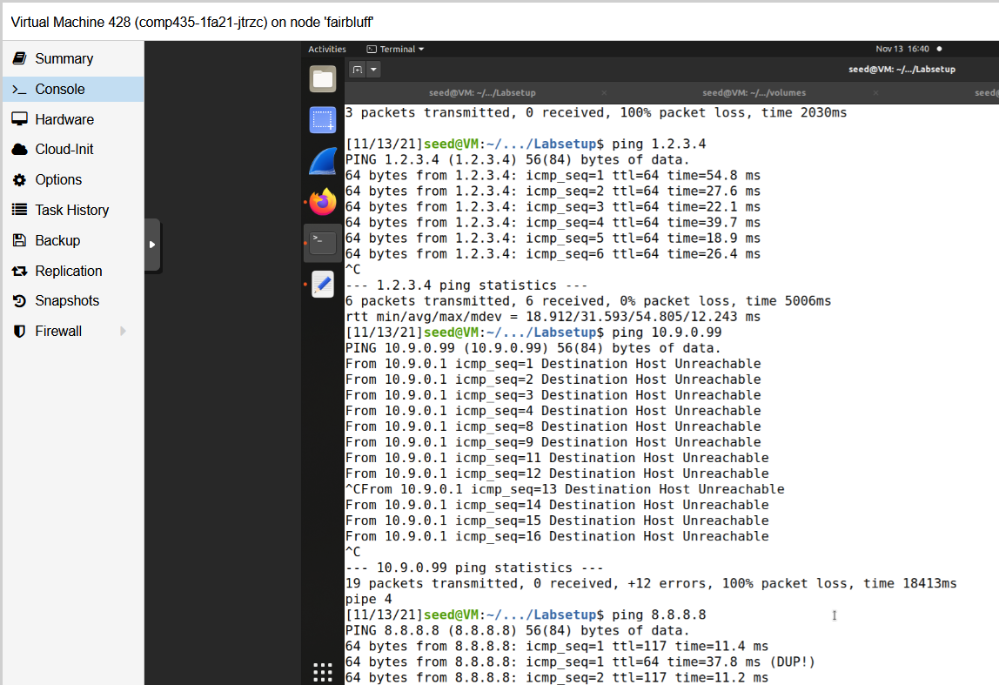 Virtual Machine 428 (comp435-1fa21-jtrzc) on node 'fairbluff'
Summary
Console
Hardware
Cloud-Init
Options
Task History
Backup
Replication
Snapshots
Firewall
Activities Terminal Nov 13 16:40
seed@VM: ~/.../Labsetup
seed@VM: ~/.../Labsetup seed@VM: ~/.../volumes seed@
3 packets transmitted, 0 received, 100% packet loss, time 2030ms
[11/13/21]seed@VM:~/.../Labsetup$ ping 1.2.3.4
PING 1.2.3.4 (1.2.3.4) 56(84) bytes of data.
64 bytes from 1.2.3.4: icmp_seq=1 ttl=64 time=54.8 ms
64 bytes from 1.2.3.4: icmp_seq=2 ttl=64 time=27.6 ms
64 bytes from 1.2.3.4: icmp_seq=3 ttl=64 time=22.1 ms
64 bytes from 1.2.3.4: icmp_seq=4 ttl=64 time=39.7 ms
64 bytes from 1.2.3.4: icmp_seq=5 ttl=64 time=18.9 ms
64 bytes from 1.2.3.4: icmp_seq=6 ttl=64 time=26.4 ms
^C
--- 1.2.3.4 ping statistics ---
6 packets transmitted, 6 received, 0% packet loss, time 5006ms
rtt min/avg/max/mdev = 18.912/31.593/54.805/12.243 ms
[11/13/21]seed@VM:~/.../Labsetup$ ping 10.9.0.99
PING 10.9.0.99 (10.9.0.99) 56(84) bytes of data.
From 10.9.0.1 icmp_seq=1 Destination Host Unreachable
From 10.9.0.1 icmp_seq=2 Destination Host Unreachable
From 10.9.0.1 icmp_seq=3 Destination Host Unreachable
From 10.9.0.1 icmp_seq=4 Destination Host Unreachable
From 10.9.0.1 icmp_seq=8 Destination Host Unreachable
From 10.9.0.1 icmp_seq=9 Destination Host Unreachable
From 10.9.0.1 icmp_seq=11 Destination Host Unreachable
From 10.9.0.1 icmp_seq=12 Destination Host Unreachable
^CFrom 10.9.0.1 icmp_seq=13 Destination Host Unreachable
From 10.9.0.1 icmp_seq=14 Destination Host Unreachable
From 10.9.0.1 icmp_seq=15 Destination Host Unreachable
From 10.9.0.1 icmp_seq=16 Destination Host Unreachable
^C
--- 10.9.0.99 ping statistics ---
19 packets transmitted, 0 received, +12 errors, 100% packet loss, time 18413ms
pipe 4
[11/13/21]seed@VM:~/.../Labsetup$ ping 8.8.8.8
PING 8.8.8.8 (8.8.8.8) 56(84) bytes of data.
64 bytes from 8.8.8.8: icmp_seq=1 ttl=117 time=11.4 ms
64 bytes from 8.8.8.8: icmp_seq=1 ttl=64 time=37.8 ms (DUP!)
64 bytes from 8.8.8.8: icmp_seq=2 ttl=117 time=11.2 ms